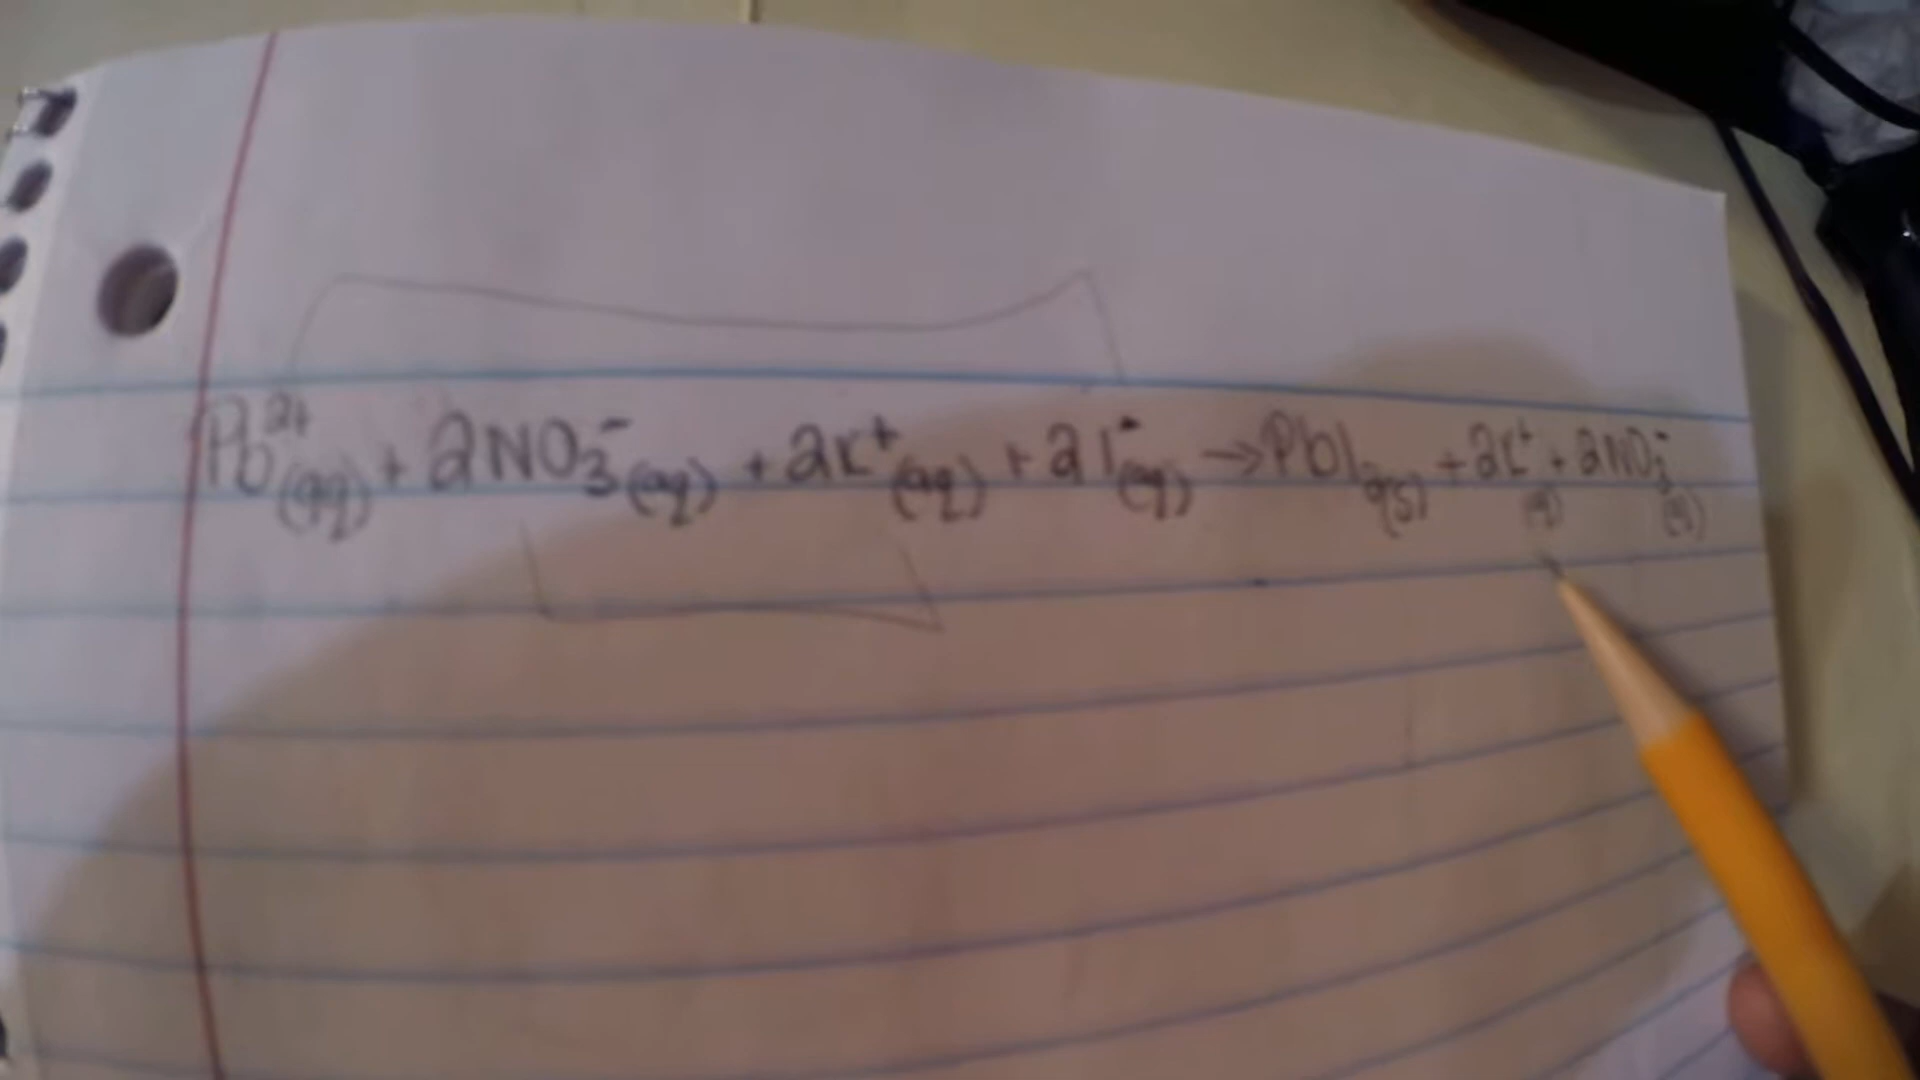 Pb²⁺(aq) + 2NO₃⁻(aq) + 2K⁺(aq) + 2I⁻(aq) → PbI₂(s) + 2K⁺(aq) + 2NO₃⁻(aq)